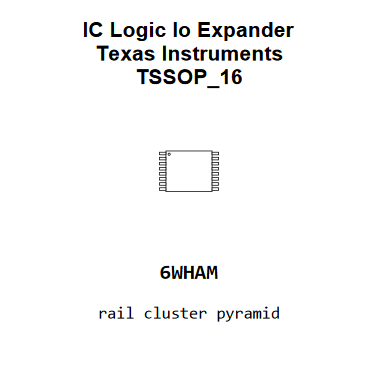 IC Logic Io Expander
Texas Instruments
TSSOP_16
6WHAM
rail cluster pyramid